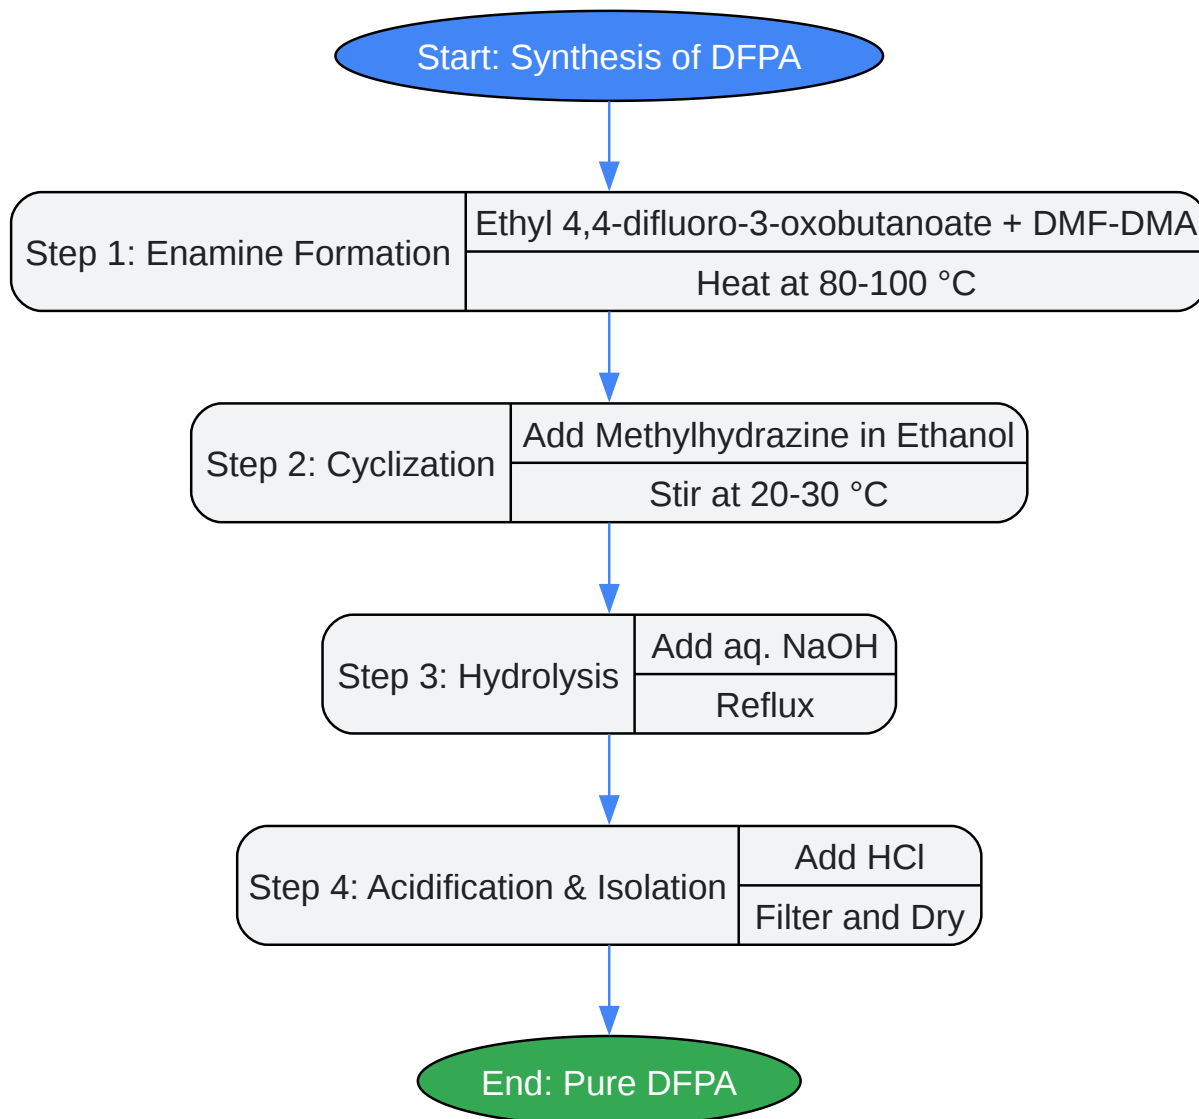 Start: Synthesis of DFPA
Step 1: Enamine Formation
Ethyl 4,4-difluoro-3-oxobutanoate + DMF-DMA
Heat at 80-100 °C
Step 2: Cyclization
Add Methylhydrazine in Ethanol
Stir at 20-30 °C
Step 3: Hydrolysis
Add aq. NaOH
Reflux
Step 4: Acidification & Isolation
Add HCl
Filter and Dry
End: Pure DFPA